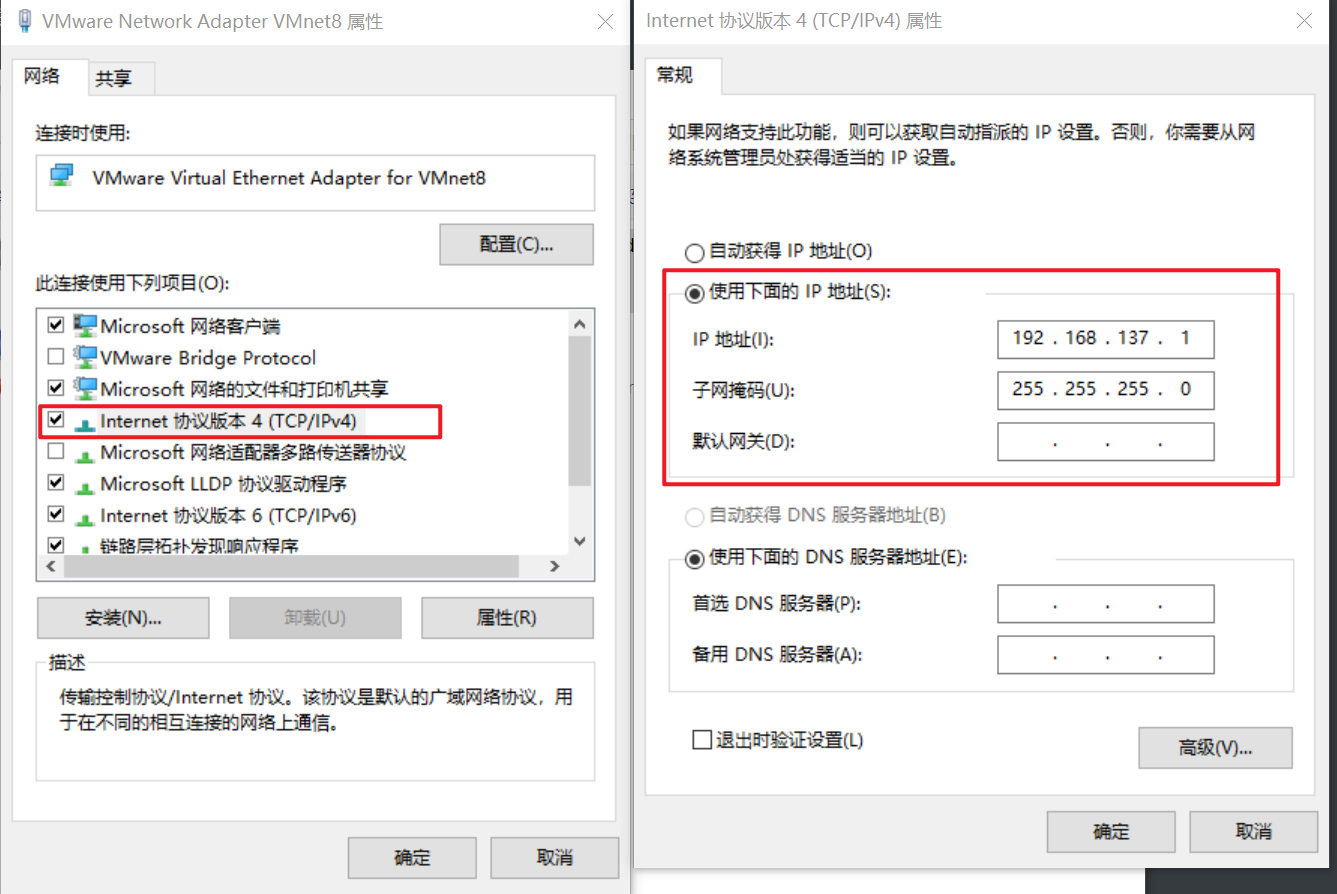 VMware Network Adapter VMnet8 属性
网络
共享
连接时使用:
VMware Virtual Ethernet Adapter for VMnet8
配置(C)...
此连接使用下列项目(O):
Microsoft 网络客户端
VMware Bridge Protocol
Microsoft 网络的文件和打印机共享
Internet 协议版本 4 (TCP/IPv4)
Microsoft 网络适配器多路传送器协议
Microsoft LLDP 协议驱动程序
Internet 协议版本 6 (TCP/IPv6)
链路层拓扑发现响应程序
安装(N)...
卸载(U)
属性(R)
描述
传输控制协议/Internet 协议。该协议是默认的广域网络协议，用
于在不同的相互连接的网络上通信。
确定
取消
Internet 协议版本 4 (TCP/IPv4) 属性
常规
如果网络支持此功能，则可以获取自动指派的 IP 设置。否则，你需要从网
络系统管理员处获得适当的 IP 设置。
自动获得 IP 地址(O)
使用下面的 IP 地址(S):
IP 地址(I):
192 . 168 . 137 . 1
子网掩码(U):
255 . 255 . 255 . 0
默认网关(D):
. . .
自动获得 DNS 服务器地址(B)
使用下面的 DNS 服务器地址(E):
首选 DNS 服务器(P):
. . .
备用 DNS 服务器(A):
. . .
退出时验证设置(L)
高级(V)...
确定
取消